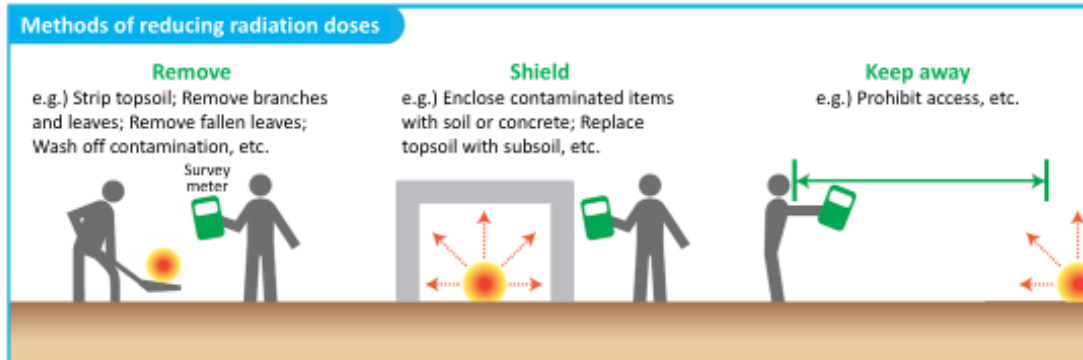 Methods of reducing radiation doses
Remove
e.g.) Strip topsoil; Remove branches
and leaves; Remove fallen leaves;
Wash off contamination, etc.
Survey
meter
Shield
e.g.) Enclose contaminated items
with soil or concrete; Replace
topsoil with subsoil, etc.
Keep away
e.g.) Prohibit access, etc.